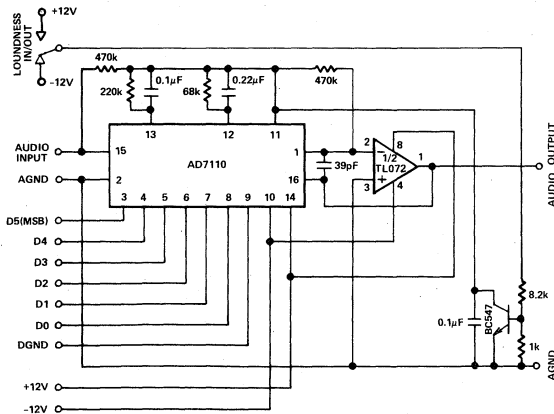 +12V
LOUNDNESS
IN/OUT
-12V
470k
220k
0.1µF
68k
0.22µF
470k
13
12
11
AUDIO
INPUT
15
AGND
2
AD7110
1
16
39pF
2
3
-
+
1/2
TL072
8
4
1
AUDIO OUTPUT
3
4
5
6
7
8
9
10
14
D5(MSB)
D4
D3
D2
D1
D0
DGND
+12V
-12V
0.1µF
BC547
8.2k
1k
AGND